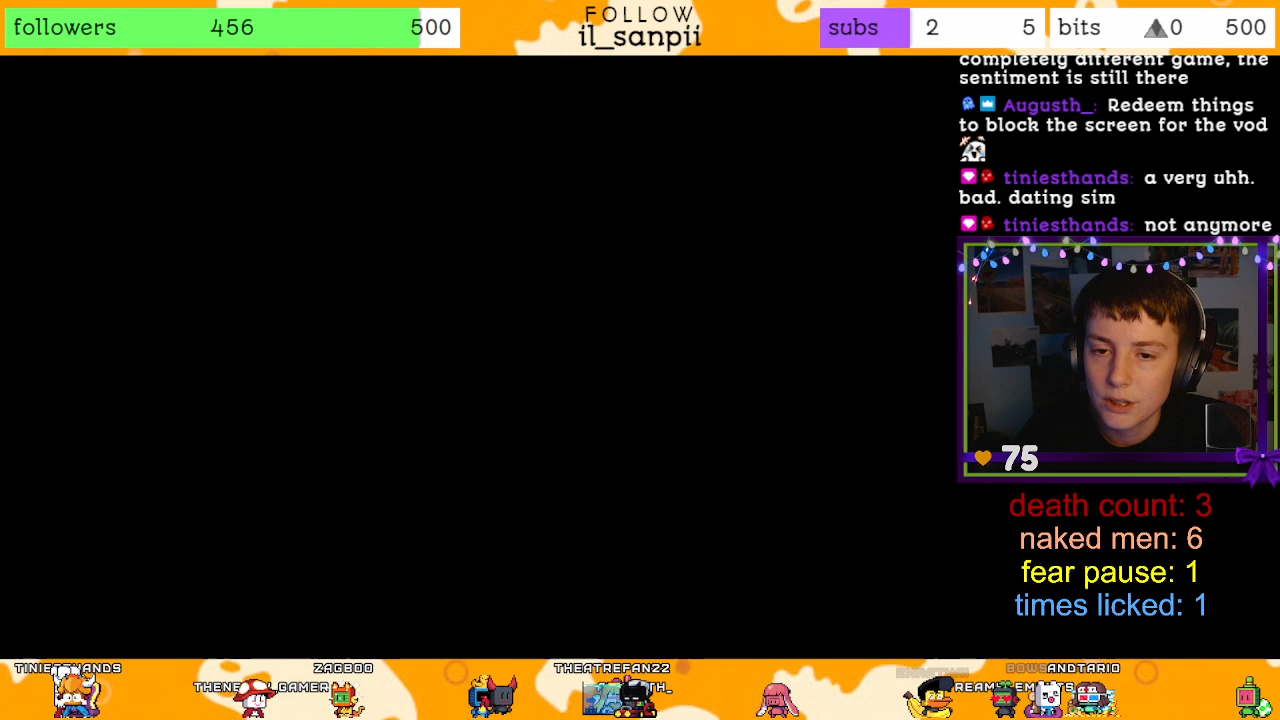 followers 456 500
FOLLOW
il_sanpii
subs 2 5
bits 0 500
completely different game, the
sentiment is still there
Augusth_: Redeem things
to block the screen for the vod
tiniesthands: a very uhh.
bad. dating sim
tiniesthands: not anymore
75
death count: 3
naked men: 6
fear pause: 1
times licked: 1
ZAGBOO
THEATREFAN22